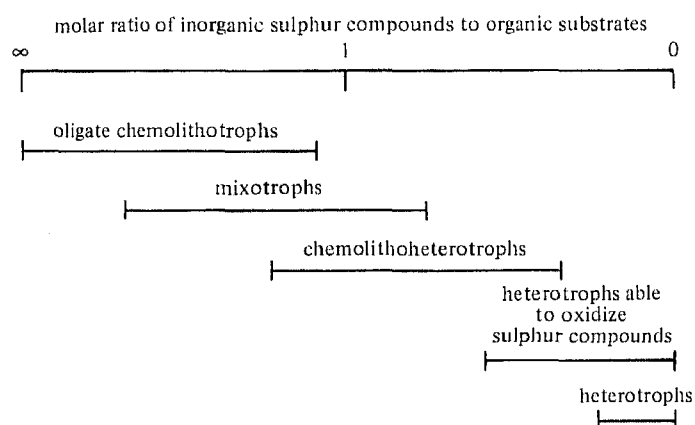 molar ratio of inorganic sulphur compounds to organic substrates
∞ 1 0
oligate chemolithotrophs
mixotrophs
chemolithoheterotrophs
heterotrophs able
to oxidize
sulphur compounds
heterotrophs